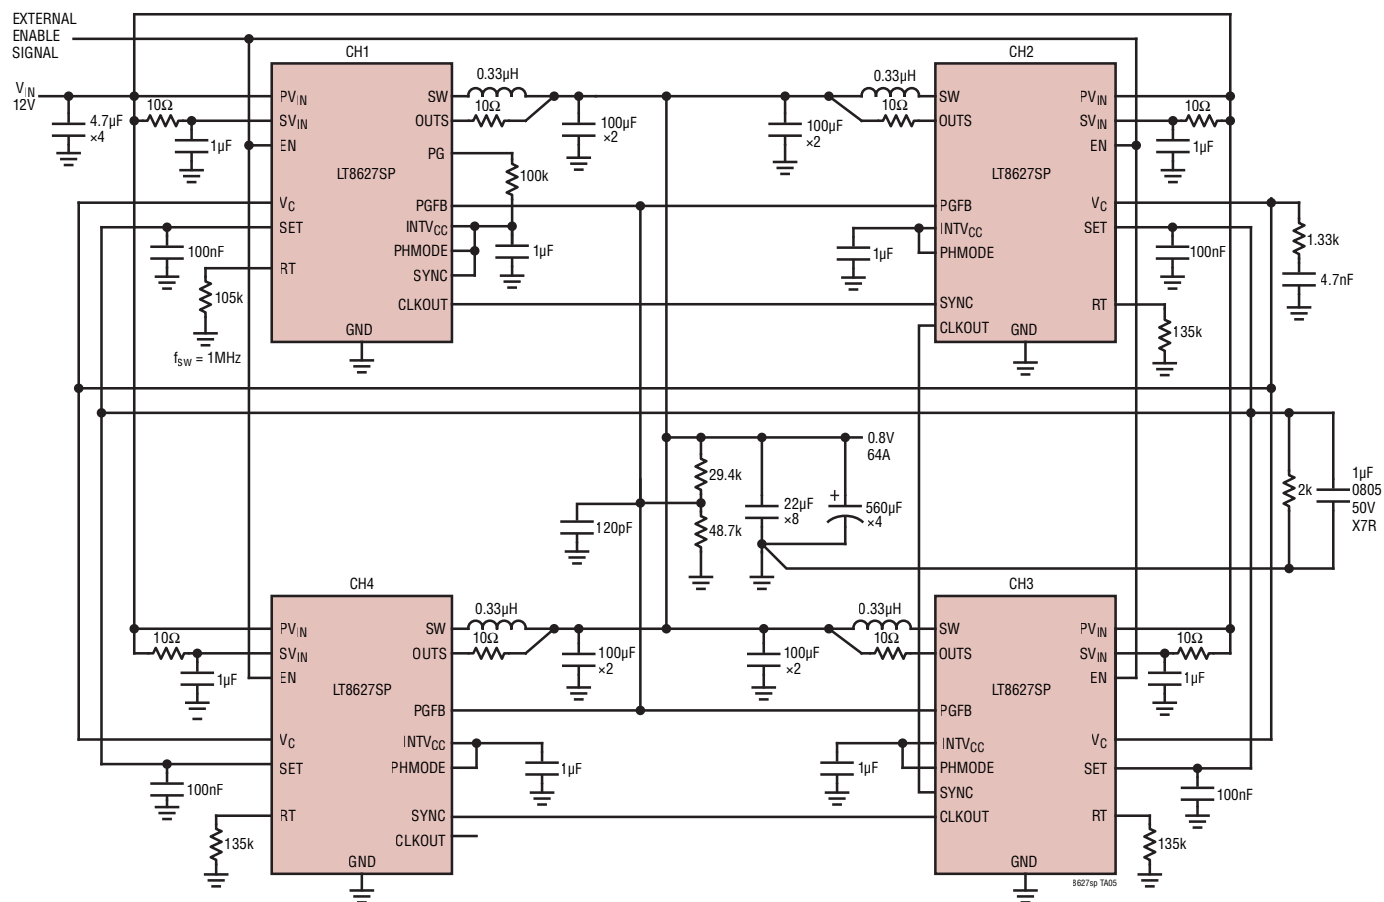 EXTERNAL
ENABLE
SIGNAL
VIN
12V
4.7µF
×4
10Ω
1µF
CH1
PVIN
SVIN
EN
VC
SET
RT
LT8627SP
SW
OUTS
PG
PGFB
INTVCC
PHMODE
SYNC
CLKOUT
GND
100nF
105k
fSW = 1MHz
0.33µH
10Ω
100µF
×2
100k
1µF
CH2
0.33µH
10Ω
100µF
×2
1µF
SW
OUTS
PGFB
INTVCC
PHMODE
SYNC
CLKOUT
GND
LT8627SP
PVIN
SVIN
EN
VC
SET
RT
10Ω
1µF
100nF
135k
1.33k
4.7nF
0.8V
64A
29.4k
48.7k
120pF
22µF
×8
+
560µF
×4
2k
1µF
0805
50V
X7R
CH4
10Ω
1µF
100nF
135k
PVIN
SVIN
EN
VC
SET
RT
LT8627SP
SW
OUTS
PGFB
INTVCC
PHMODE
SYNC
CLKOUT
GND
0.33µH
10Ω
100µF
×2
1µF
CH3
0.33µH
10Ω
100µF
×2
1µF
SW
OUTS
PGFB
INTVCC
PHMODE
SYNC
CLKOUT
GND
LT8627SP
PVIN
SVIN
EN
VC
SET
RT
10Ω
1µF
100nF
135k
8627sp TA05